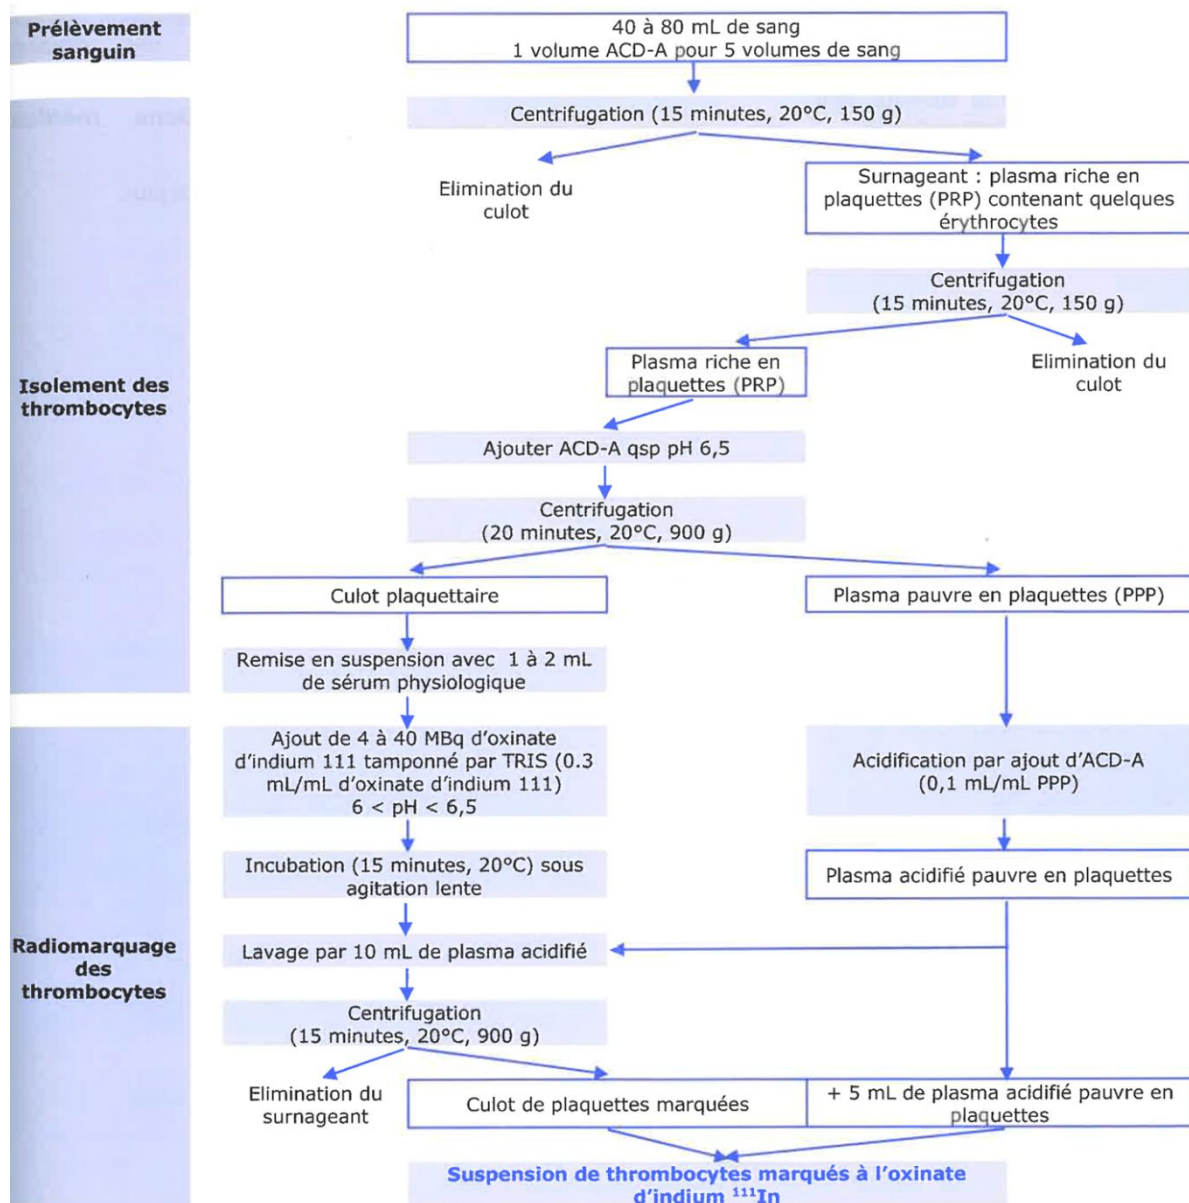 Prélèvement
sanguin
40 à 80 mL de sang
1 volume ACD-A pour 5 volumes de sang
Centrifugation (15 minutes, 20°C, 150 g)
Elimination du
culot
Surnageant : plasma riche en
plaquettes (PRP) contenant quelques
érythrocytes
Centrifugation
(15 minutes, 20°C, 150 g)
Isolement des
thrombocytes
Plasma riche en
plaquettes (PRP)
Elimination du
culot
Ajouter ACD-A qsp pH 6,5
Centrifugation
(20 minutes, 20°C, 900 g)
Culot plaquettaire
Plasma pauvre en plaquettes (PPP)
Remise en suspension avec 1 à 2 mL
de sérum physiologique
Radiomarquage
des
thrombocytes
Ajout de 4 à 40 MBq d'oxinate
d'indium 111 tamponné par TRIS (0.3
mL/mL d'oxinate d'indium 111)
6 < pH < 6,5
Acidification par ajout d'ACD-A
(0,1 mL/mL PPP)
Incubation (15 minutes, 20°C) sous
agitation lente
Plasma acidifié pauvre en plaquettes
Lavage par 10 mL de plasma acidifié
Centrifugation
(15 minutes, 20°C, 900 g)
Elimination du
surnageant
Culot de plaquettes marquées
+ 5 mL de plasma acidifié pauvre en
plaquettes
Suspension de thrombocytes marqués à l'oxinate
d'indium ¹¹¹In